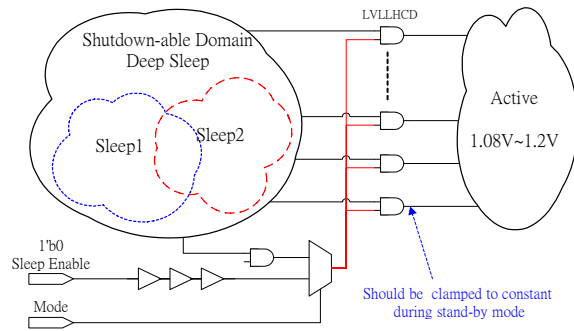 LVLLHCD
Shutdown-able Domain
Deep Sleep
Sleep1
Sleep2
Active
1.08V~1.2V
1'b0
Sleep Enable
Mode
Should be clamped to constant
during stand-by mode